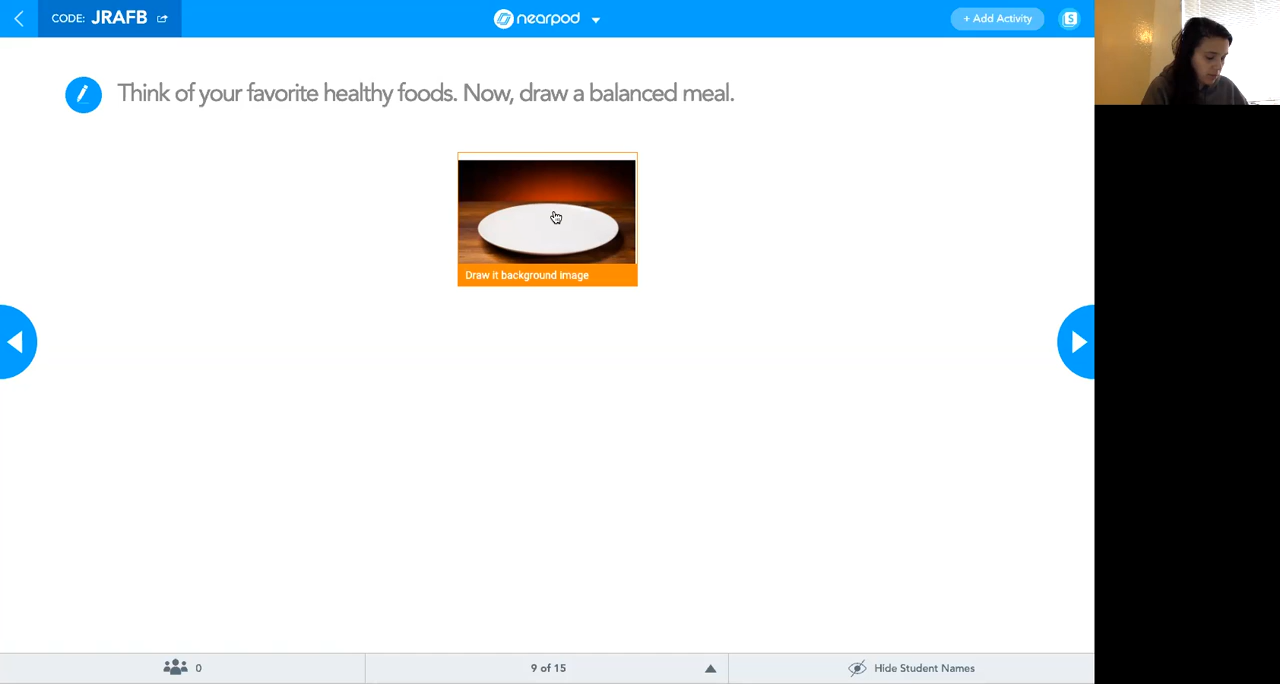 CODE: JRAFB
nearpod
+ Add Activity
S
Think of your favorite healthy foods. Now, draw a balanced meal.
Draw it background image
0
9 of 15
Hide Student Names